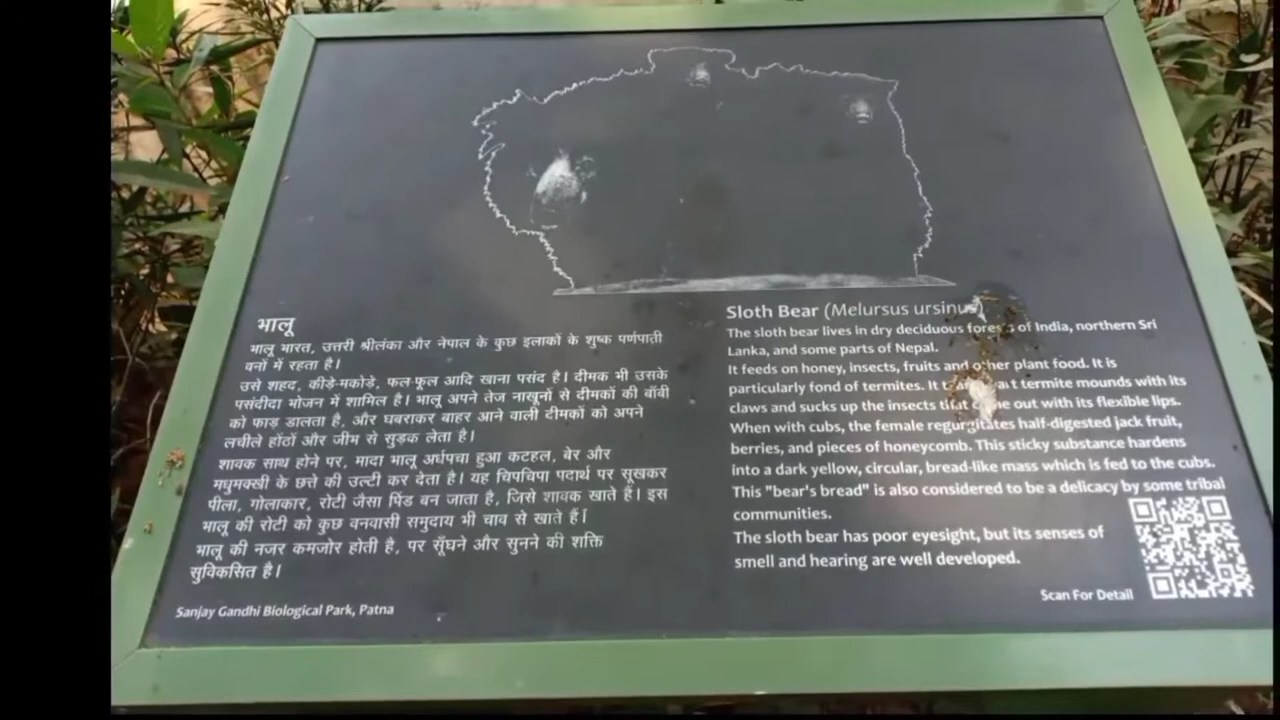 भालू
भालू भारत, उत्तरी श्रीलंका और नेपाल के कुछ इलाकों के शुष्क पर्णपाती
वनों में रहता है।
उसे शहद, कीड़े-मकोड़े, फल-फूल आदि खाना पसंद है। दीमक भी उसके
पसंदीदा भोजन में शामिल है। भालू अपने तेज नाखूनों से दीमकों की बाँबी
को फाड़ डालता है, और घबराकर बाहर आने वाली दीमकों को अपने
लचीले होंठों और जीभ से सुड़क लेता है।
शावक साथ होने पर, मादा भालू अर्धपचा हुआ कटहल, बेर और
मधुमक्खी के छत्ते की उल्टी कर देता है। यह चिपचिपा पदार्थ पर सूखकर
पीला, गोलाकार, रोटी जैसा पिंड बन जाता है, जिसे शावक खाते हैं। इस
भालू की रोटी को कुछ वनवासी समुदाय भी चाव से खाते हैं।
भालू की नजर कमजोर होती है, पर सूँघने और सुनने की शक्ति
सुविकसित है।
Sanjay Gandhi Biological Park, Patna
Sloth Bear (Melursus ursinus)
The sloth bear lives in dry deciduous forests of India, northern Sri
Lanka, and some parts of Nepal.
It feeds on honey, insects, fruits and other plant food. It is
particularly fond of termites. It termite mounds with its
claws and sucks up the insects that come out with its flexible lips.
When with cubs, the female regurgitates half-digested jack fruit,
berries, and pieces of honeycomb. This sticky substance hardens
into a dark yellow, circular, bread-like mass which is fed to the cubs.
This "bear's bread" is also considered to be a delicacy by some tribal
communities.
The sloth bear has poor eyesight, but its senses of
smell and hearing are well developed.
Scan For Detail